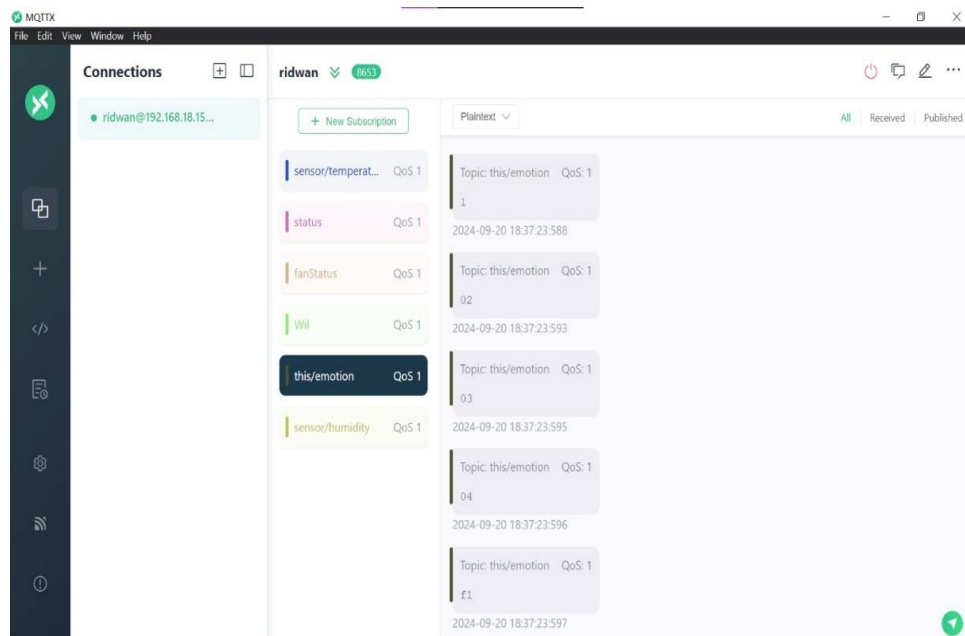 MQTTX
File Edit View Window Help
Connections
ridwan@192.168.18.15...
ridwan 8653
+ New Subscription
sensor/temperat... QoS 1
status QoS 1
fanStatus QoS 1
Wil QoS 1
this/emotion QoS 1
sensor/humidity QoS 1
Plaintext
All Received Published
Topic: this/emotion QoS: 1
1
2024-09-20 18:37:23:588
Topic: this/emotion QoS: 1
02
2024-09-20 18:37:23:593
Topic: this/emotion QoS: 1
03
2024-09-20 18:37:23:595
Topic: this/emotion QoS: 1
04
2024-09-20 18:37:23:596
Topic: this/emotion QoS: 1
f1
2024-09-20 18:37:23:597